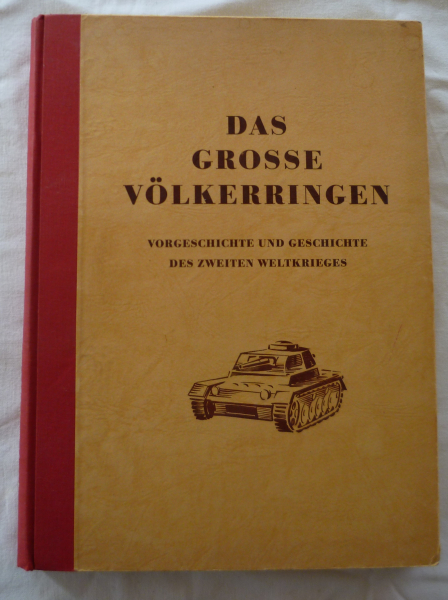 DAS
GROSSE
VÖLKERRINGEN
VORGESCHICHTE UND GESCHICHTE
DES ZWEITEN WELTKRIEGES